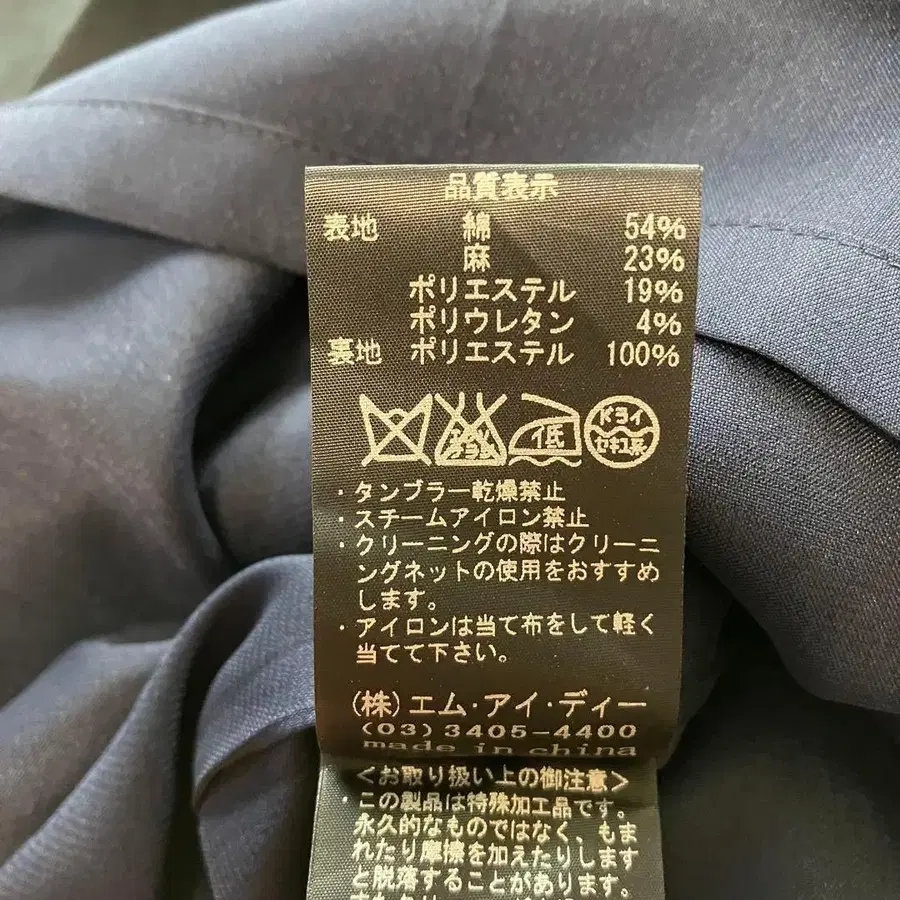 品質表示
表地 綿 54%
麻 23%
ポリエステル 19%
ポリウレタン 4%
裏地 ポリエステル 100%
エンソサラシ 低 ドライ セキユ系
・タンブラー乾燥禁止
・スチームアイロン禁止
・クリーニングの際はクリーニ
ングネットの使用をおすすめ
します。
・アイロンは当て布をして軽く
当てて下さい。
(株)エム・アイ・ディー
(03)3405-4400
made in china
<お取り扱い上の御注意>
・この製品は特殊加工品です。
永久的なものではなく、もま
れたり摩擦を加えたりします
と脱落することがあります。